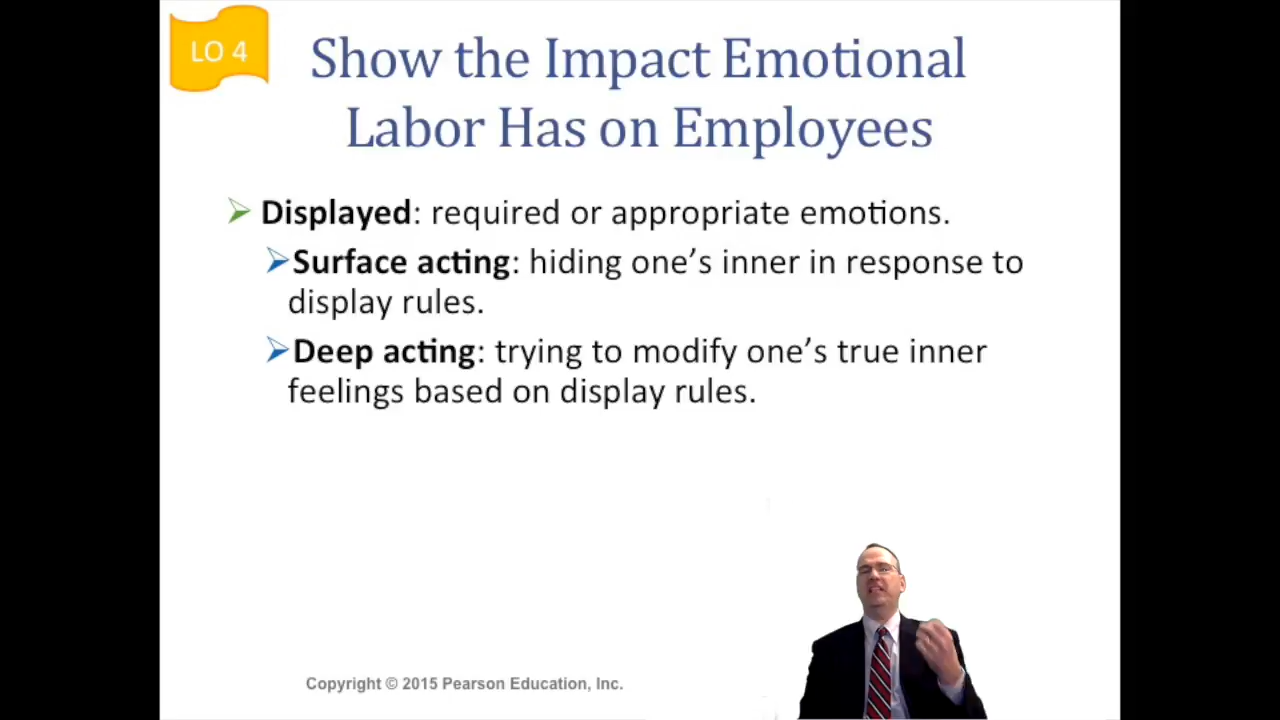 LO 4
Show the Impact Emotional
Labor Has on Employees
Displayed: required or appropriate emotions.
Surface acting: hiding one’s inner in response to
display rules.
Deep acting: trying to modify one’s true inner
feelings based on display rules.
Copyright © 2015 Pearson Education, Inc.